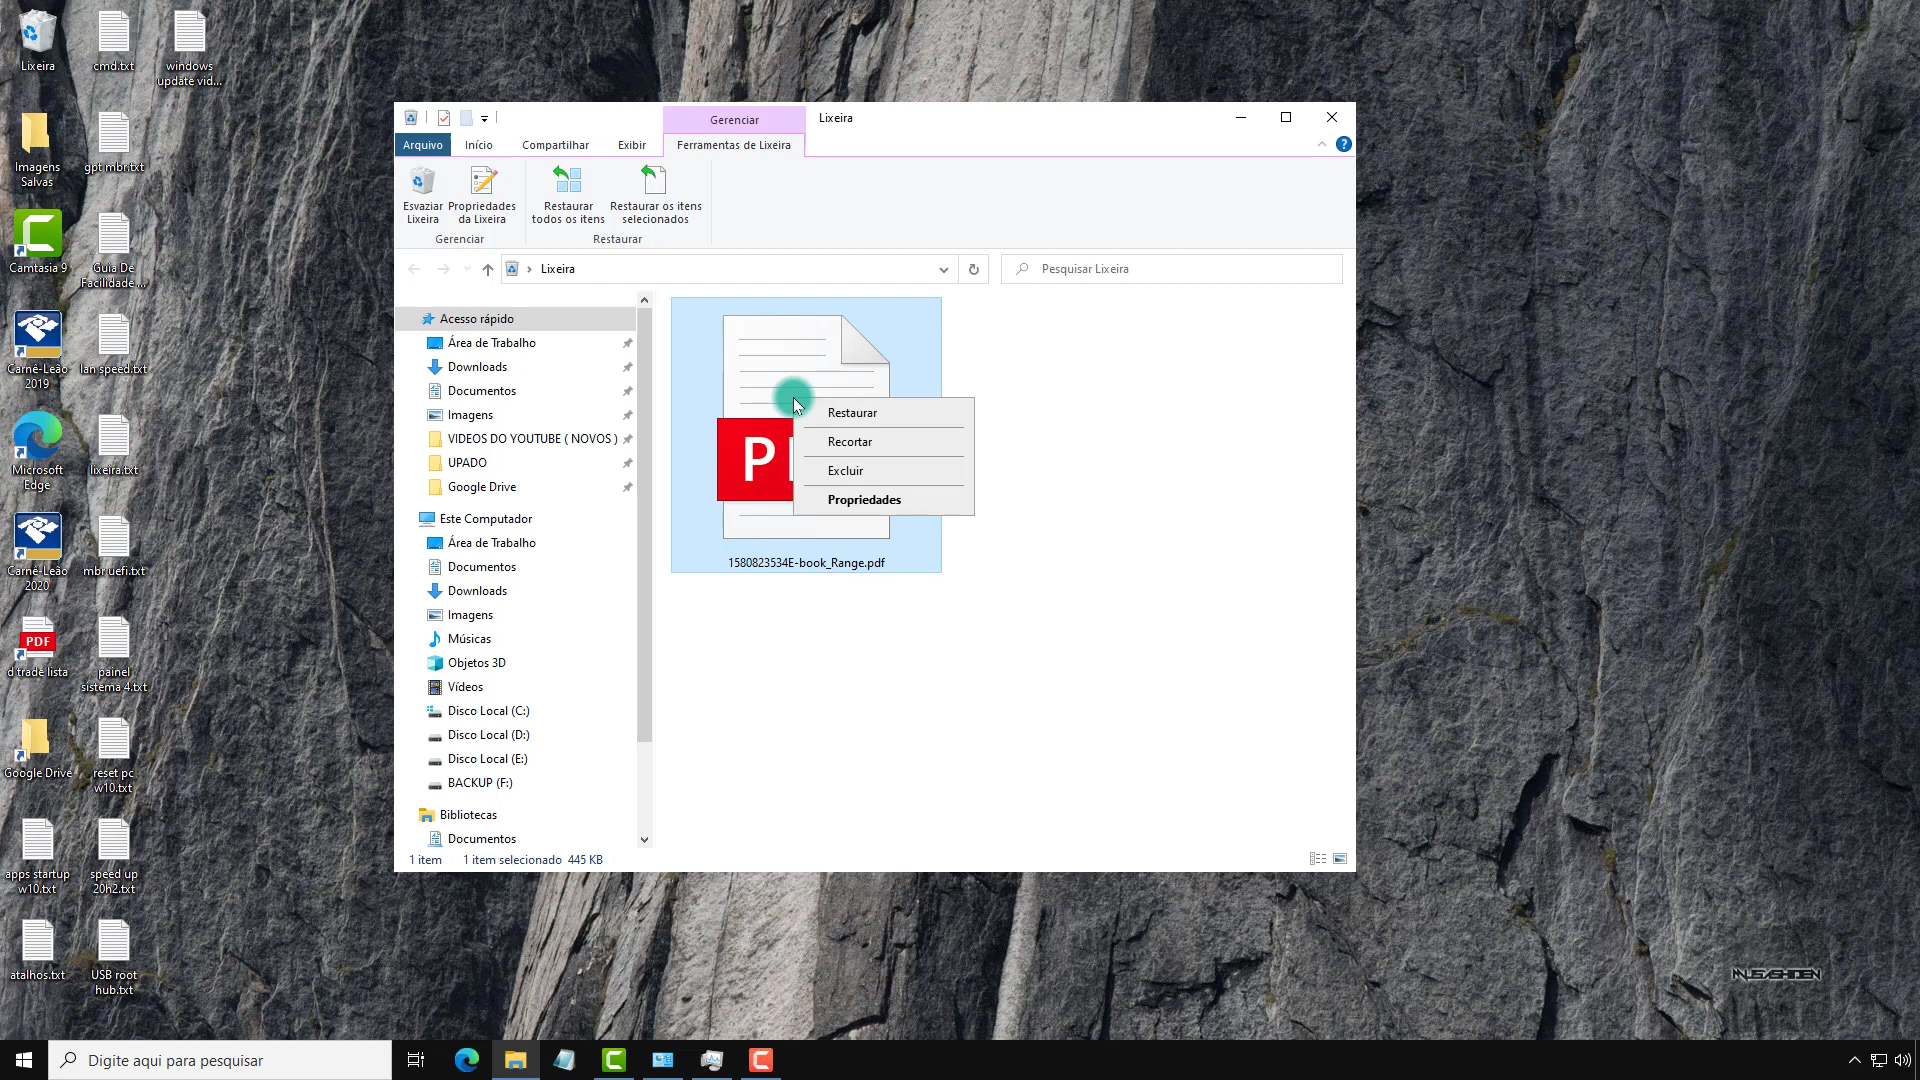 Lixeira
cmd.txt
windows
update vid...
Imagens
Salvas
gpt mbr.txt
Camtasia 9
Guia De
Facilidade ...
Carnê-Leão
2019
lan speed.txt
Microsoft
Edge
lixeira.txt
Carnê-Leão
2020
mbr uefi.txt
PDF
d trade lista
painel
sistema 4.txt
Google Drive
reset pc
w10.txt
apps startup
w10.txt
speed up
20h2.txt
atalhos.txt
USB root
hub.txt
Gerenciar
Lixeira
Arquivo
Início
Compartilhar
Exibir
Ferramentas de Lixeira
?
Esvaziar
Lixeira
Propriedades
da Lixeira
Restaurar
todos os itens
Restaurar os itens
selecionados
Gerenciar
Restaurar
Lixeira
Pesquisar Lixeira
Acesso rápido
Área de Trabalho
Downloads
Documentos
Imagens
VIDEOS DO YOUTUBE ( NOVOS )
UPADO
Google Drive
Este Computador
Área de Trabalho
Documentos
Downloads
Imagens
Músicas
Objetos 3D
Vídeos
Disco Local (C:)
Disco Local (D:)
Disco Local (E:)
BACKUP (F:)
Bibliotecas
Documentos
Restaurar
Recortar
Excluir
Propriedades
1580823534E-book_Range.pdf
1 item
1 item selecionado 445 KB
MUSASHIDEN
Digite aqui para pesquisar